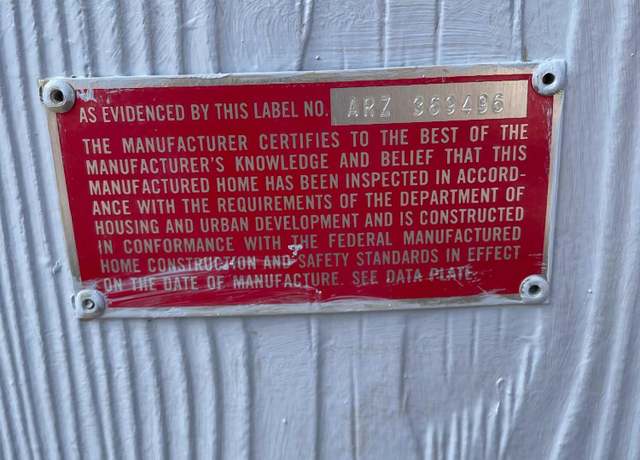 AS EVIDENCED BY THIS LABEL NO. ARZ 369496
THE MANUFACTURER CERTIFIES TO THE BEST OF THE
MANUFACTURER'S KNOWLEDGE AND BELIEF THAT THIS
MANUFACTURED HOME HAS BEEN INSPECTED IN ACCORD-
ANCE WITH THE REQUIREMENTS OF THE DEPARTMENT OF
HOUSING AND URBAN DEVELOPMENT AND IS CONSTRUCTED
IN CONFORMANCE WITH THE FEDERAL MANUFACTURED
HOME CONSTRUCTION AND SAFETY STANDARDS IN EFFECT
ON THE DATE OF MANUFACTURE. SEE DATA PLATE.